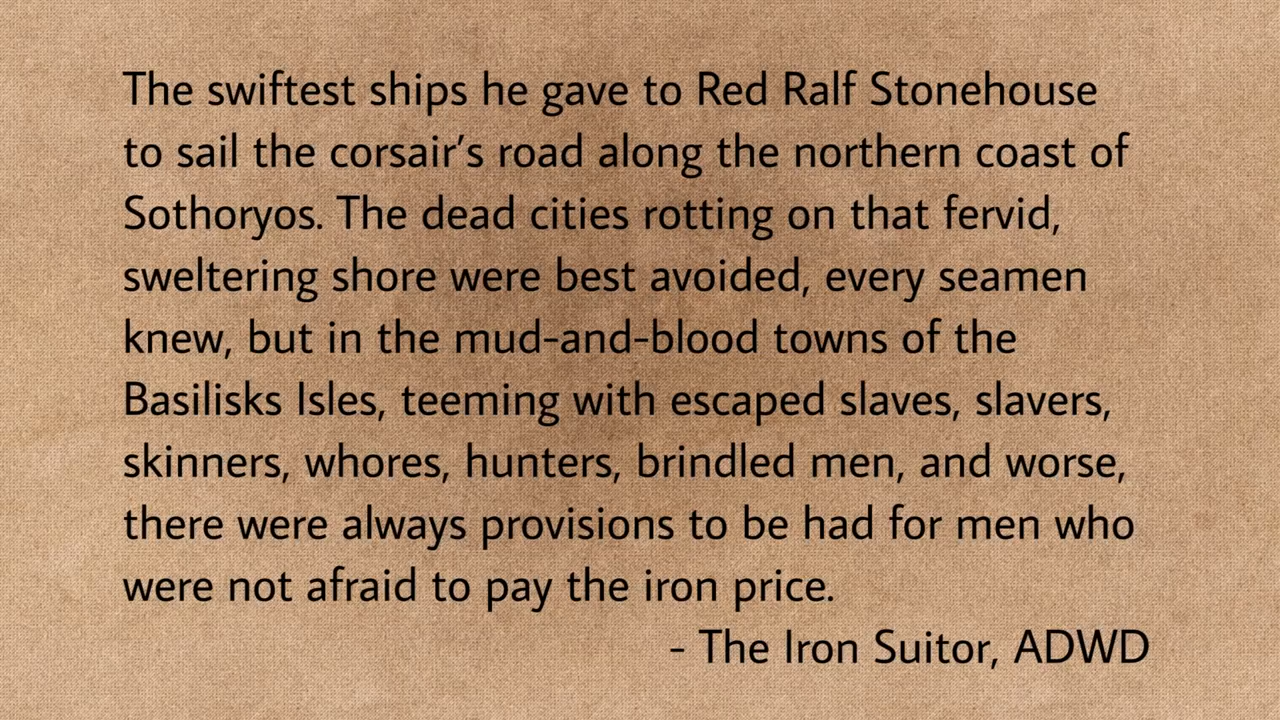 The swiftest ships he gave to Red Ralf Stonehouse
to sail the corsair's road along the northern coast of
Sothoryos. The dead cities rotting on that fervid,
sweltering shore were best avoided, every seamen
knew, but in the mud-and-blood towns of the
Basilisks Isles, teeming with escaped slaves, slavers,
skinners, whores, hunters, brindled men, and worse,
there were always provisions to be had for men who
were not afraid to pay the iron price.
- The Iron Suitor, ADWD